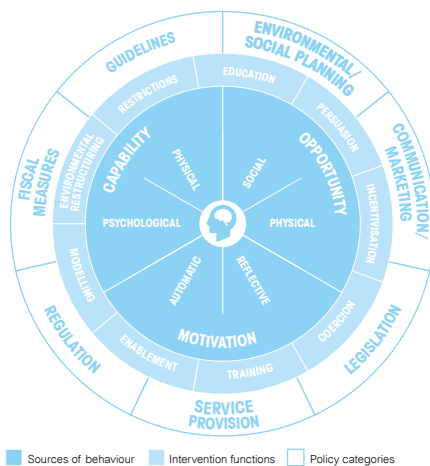 GUIDELINES
ENVIRONMENTAL/
SOCIAL PLANNING
COMMUNICATION/
MARKETING
LEGISLATION
SERVICE
PROVISION
REGULATION
FISCAL
MEASURES
RESTRICTIONS
EDUCATION
PERSUASION
INCENTIVISATION
COERCION
TRAINING
ENABLEMENT
MODELLING
ENVIRONMENTAL
RESTRUCTURING
CAPABILITY
PHYSICAL
PSYCHOLOGICAL
OPPORTUNITY
SOCIAL
PHYSICAL
MOTIVATION
AUTOMATIC
REFLECTIVE
Sources of behaviour
Intervention functions
Policy categories